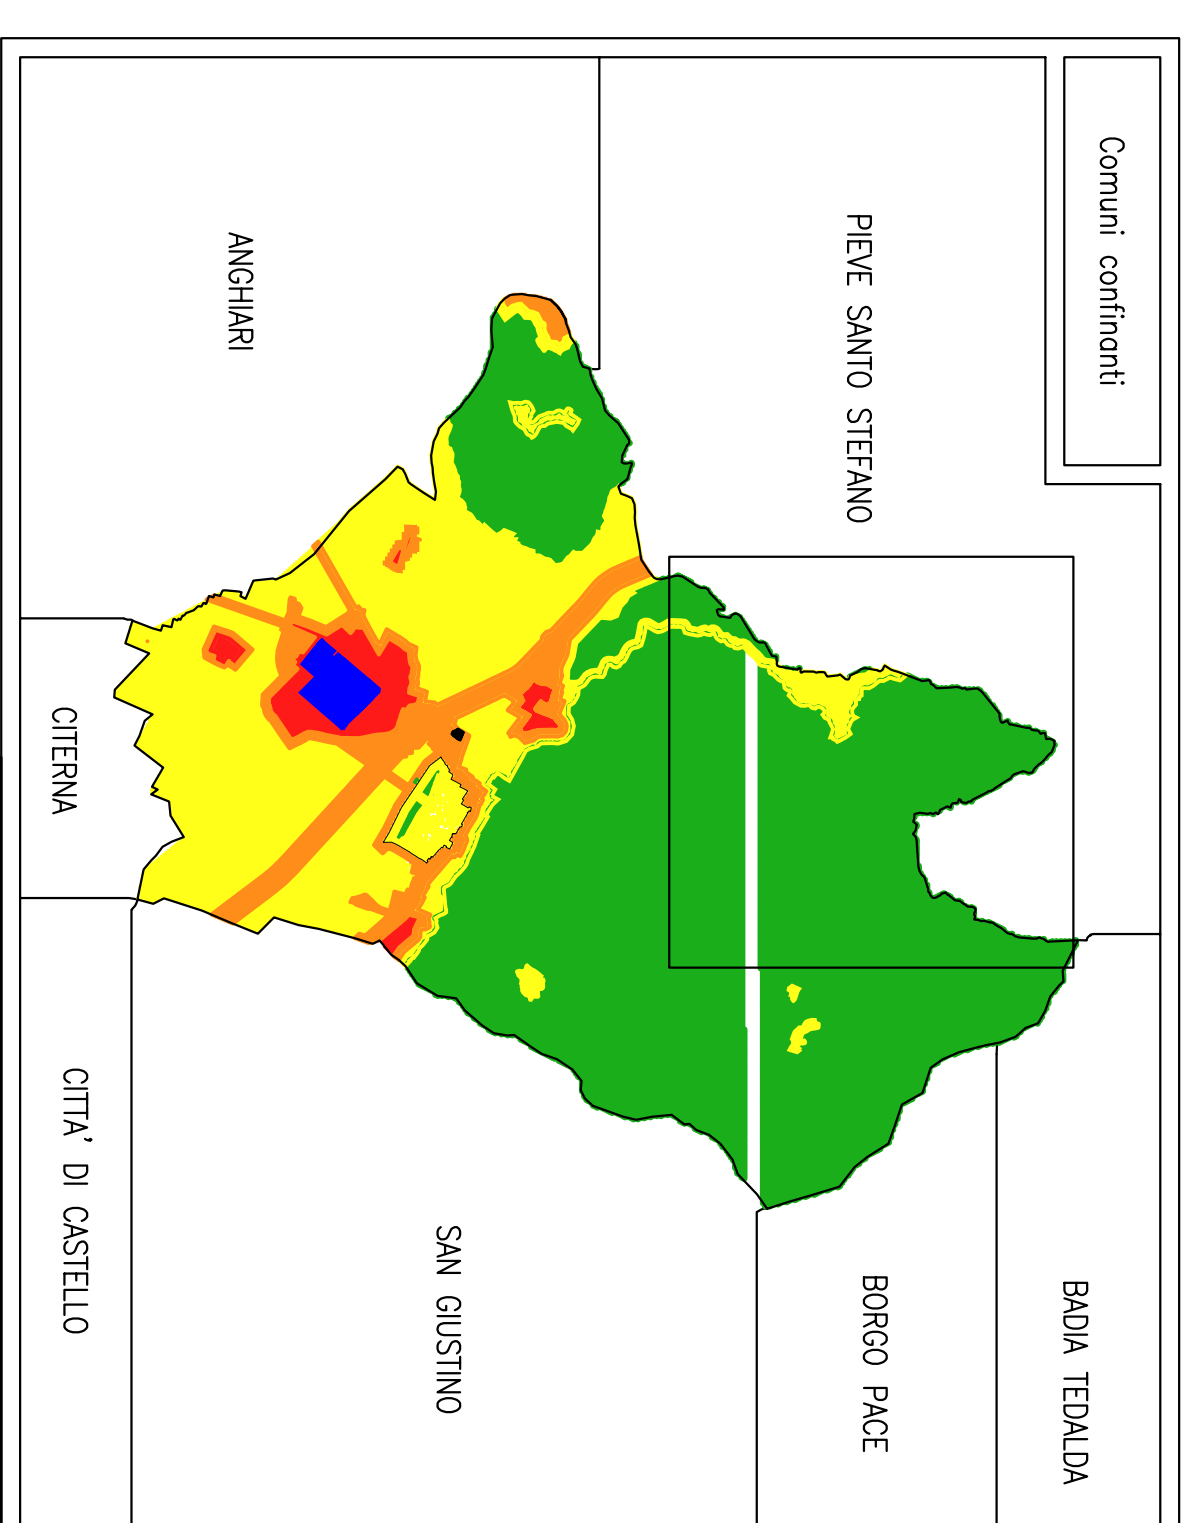 Comuni confinanti
PIEVE SANTO STEFANO
BADIA TEDALDA
BORGO PACE
ANGHIARI
SAN GIUSTINO
CITERNA
CITTA' DI CASTELLO